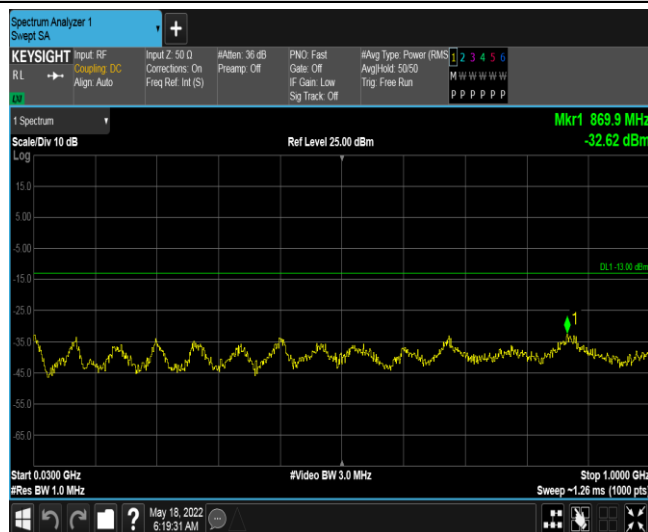 Spectrum Analyzer 1
Swept SA
+
KEYSIGHT
RL
LXI
Input: RF
Coupling: DC
Align: Auto
Input Z: 50 Ω
Corrections: On
Freq Ref: Int (S)
#Atten: 36 dB
Preamp: Off
PNO: Fast
Gate: Off
IF Gain: Low
Sig Track: Off
#Avg Type: Power (RMS
Avg|Hold: 50/50
Trig: Free Run
1 2 3 4 5 6
M W W W W W
P P P P P P
1 Spectrum
Mkr1 869.9 MHz
Scale/Div 10 dB
Ref Level 25.00 dBm
-32.62 dBm
Log
15.0
5.00
-5.00
DL1 -13.00 dBm
-15.0
-25.0
1
-35.0
-45.0
-55.0
-65.0
Start 0.0300 GHz
#Video BW 3.0 MHz
Stop 1.0000 GHz
#Res BW 1.0 MHz
Sweep ~1.26 ms (1000 pts)
?
May 18, 2022
6:19:31 AM